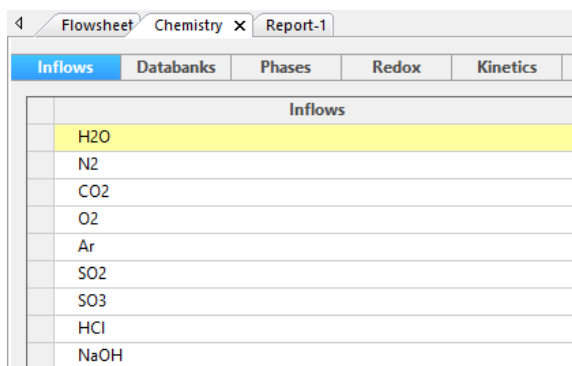 Flowsheet Chemistry X Report-1
Inflows Databanks Phases Redox Kinetics
Inflows
H2O
N2
CO2
O2
Ar
SO2
SO3
HCl
NaOH